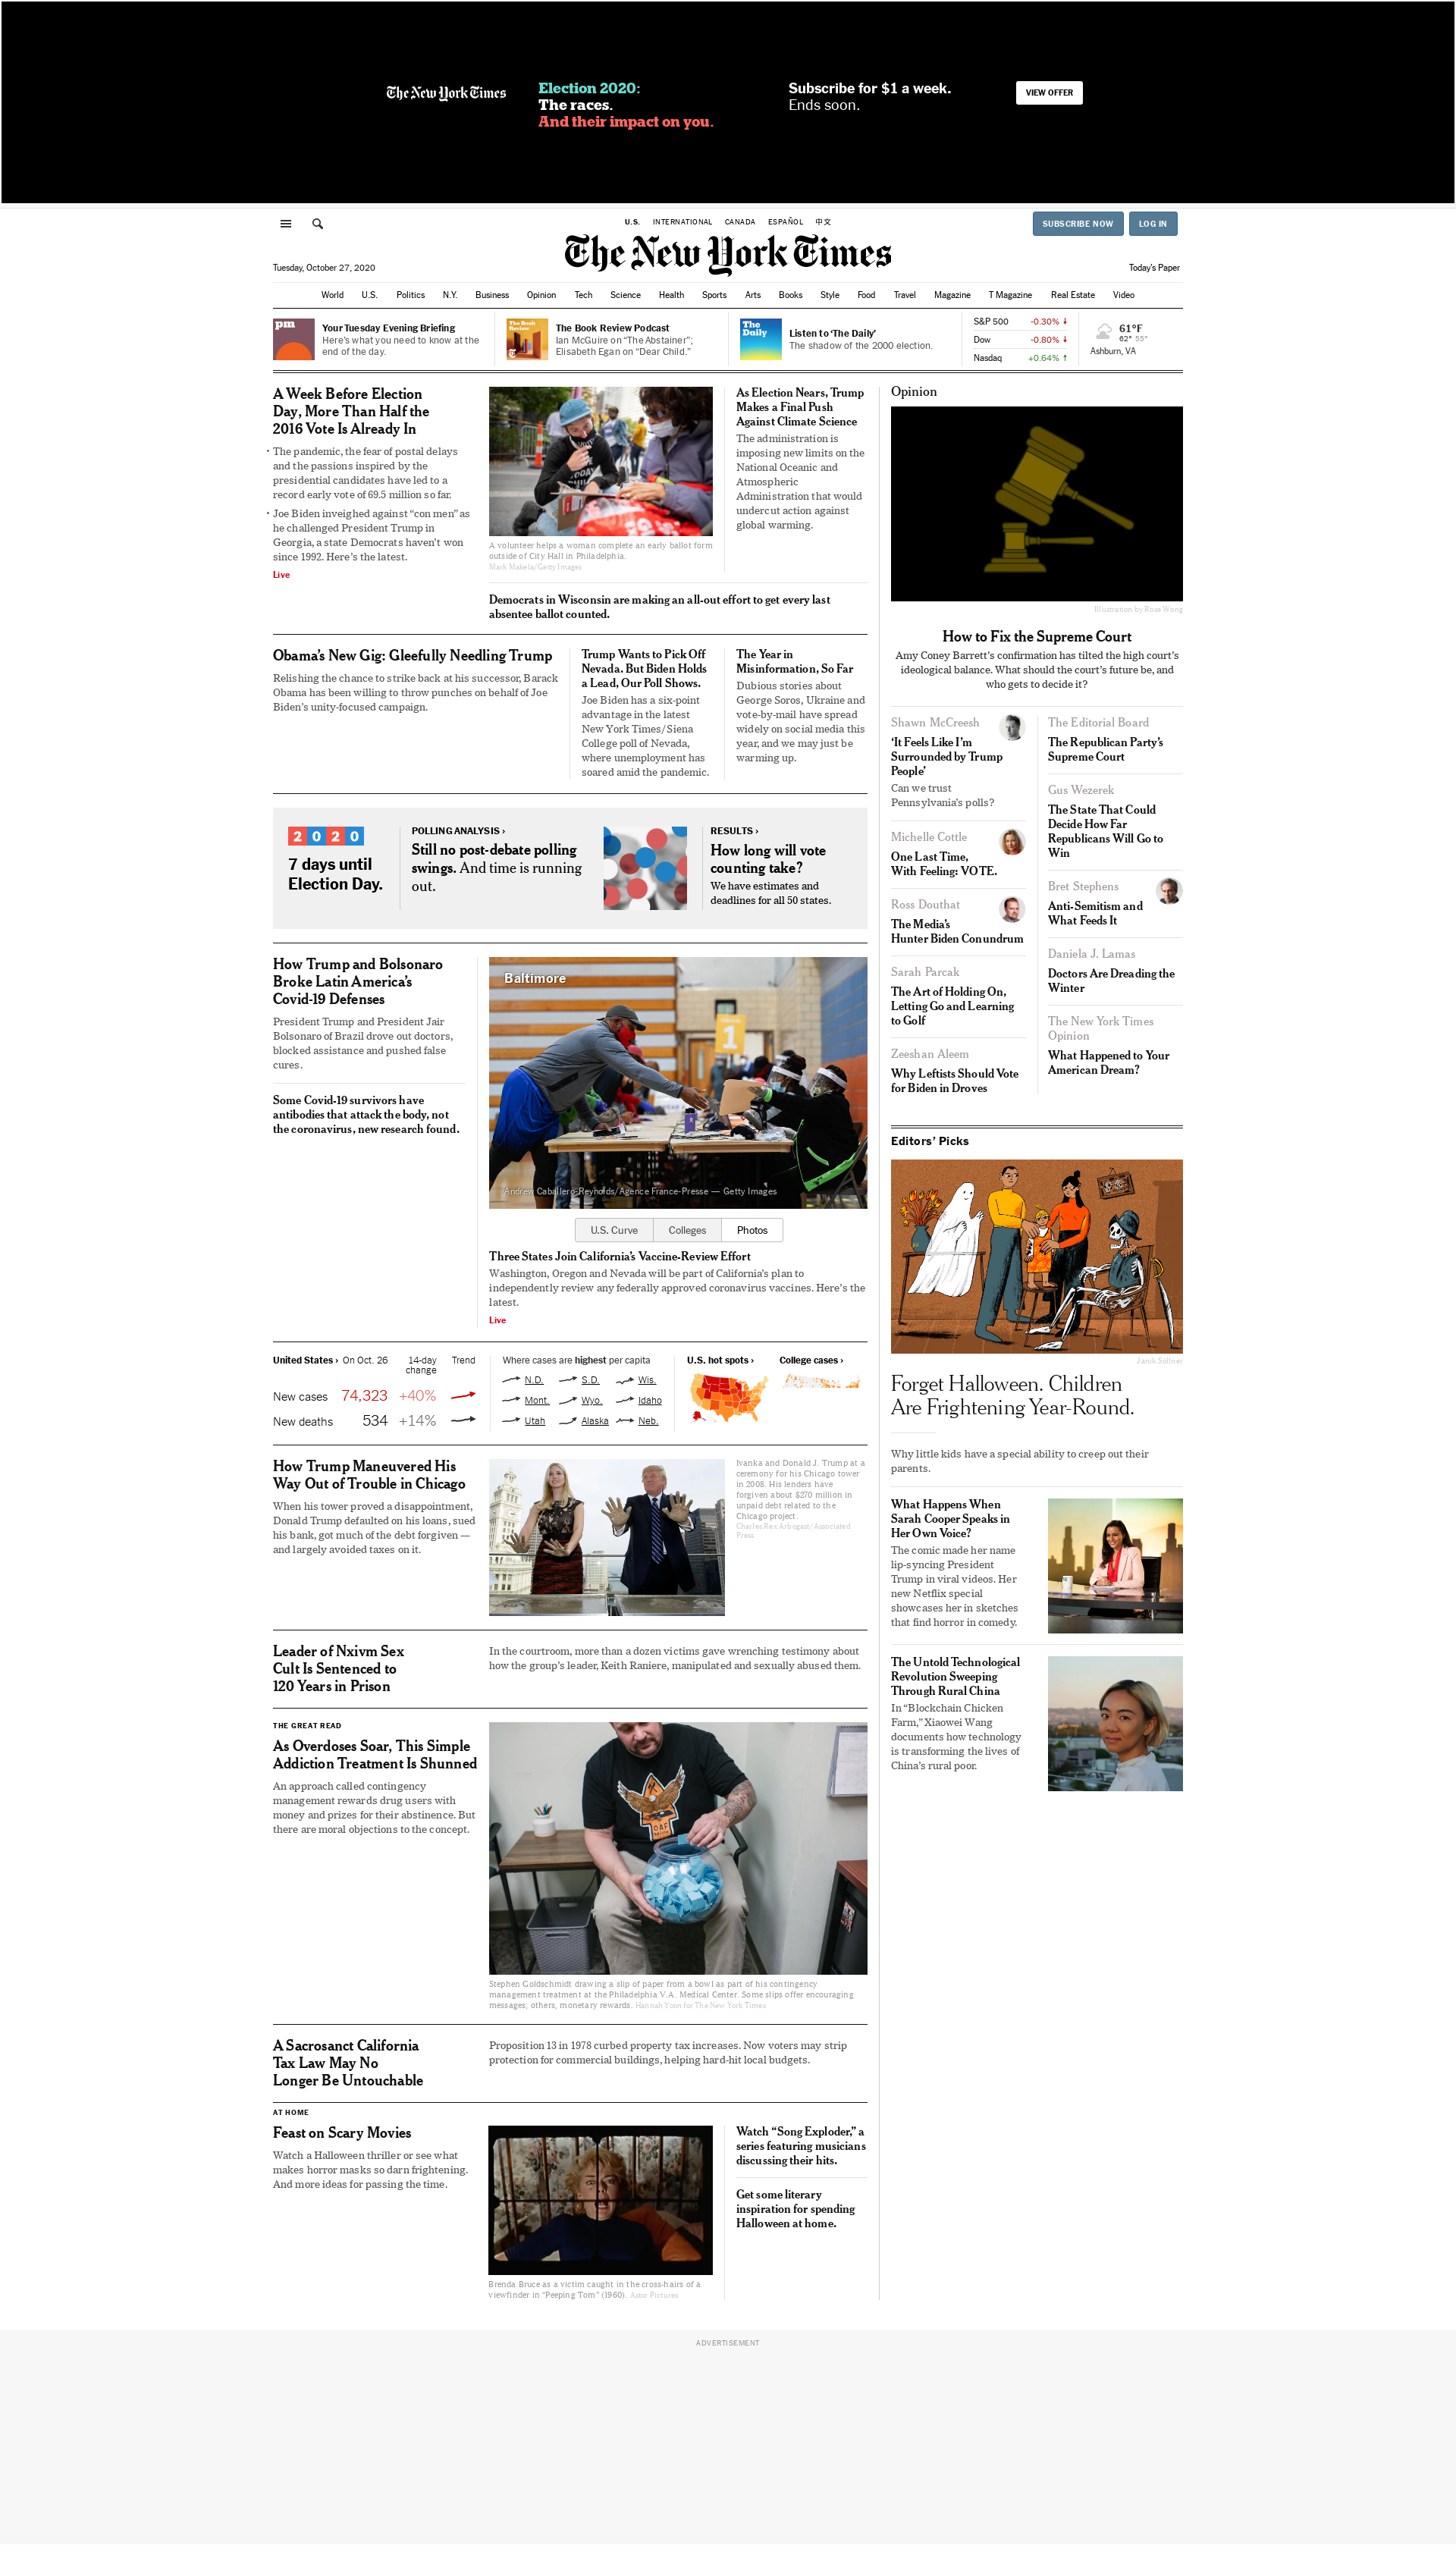 The New York Times
Election 2020:
The races.
And their impact on you.
Subscribe for $1 a week.
Ends soon.
VIEW OFFER
U.S.
INTERNATIONAL
CANADA
ESPAÑOL
中文
SUBSCRIBE NOW
LOG IN
The New York Times
Tuesday, October 27, 2020
Today's Paper
World
U.S.
Politics
N.Y.
Business
Opinion
Tech
Science
Health
Sports
Arts
Books
Style
Food
Travel
Magazine
T Magazine
Real Estate
Video
pm
Your Tuesday Evening Briefing
Here's what you need to know at the
end of the day.
The Book
Review
Podcast
The Book Review Podcast
Ian McGuire on “The Abstainer”;
Elisabeth Egan on “Dear Child.”
The
Daily
Listen to ‘The Daily’
The shadow of the 2000 election.
S&P 500 -0.30% ↓
Dow -0.80% ↓
Nasdaq +0.64% ↑
61°F
62° 55°
Ashburn, VA
A Week Before Election
Day, More Than Half the
2016 Vote Is Already In
• The pandemic, the fear of postal delays
and the passions inspired by the
presidential candidates have led to a
record early vote of 69.5 million so far.
• Joe Biden inveighed against “con men” as
he challenged President Trump in
Georgia, a state Democrats haven't won
since 1992. Here's the latest.
Live
A volunteer helps a woman complete an early ballot form
outside of City Hall in Philadelphia.
Mark Makela/Getty Images
As Election Nears, Trump
Makes a Final Push
Against Climate Science
The administration is
imposing new limits on the
National Oceanic and
Atmospheric
Administration that would
undercut action against
global warming.
Democrats in Wisconsin are making an all-out effort to get every last
absentee ballot counted.
Obama's New Gig: Gleefully Needling Trump
Relishing the chance to strike back at his successor, Barack
Obama has been willing to throw punches on behalf of Joe
Biden's unity-focused campaign.
Trump Wants to Pick Off
Nevada. But Biden Holds
a Lead, Our Poll Shows.
Joe Biden has a six-point
advantage in the latest
New York Times/Siena
College poll of Nevada,
where unemployment has
soared amid the pandemic.
The Year in
Misinformation, So Far
Dubious stories about
George Soros, Ukraine and
vote-by-mail have spread
widely on social media this
year, and we may just be
warming up.
2020
7 days until
Election Day.
POLLING ANALYSIS ›
Still no post-debate polling
swings. And time is running
out.
RESULTS ›
How long will vote
counting take?
We have estimates and
deadlines for all 50 states.
How Trump and Bolsonaro
Broke Latin America's
Covid-19 Defenses
President Trump and President Jair
Bolsonaro of Brazil drove out doctors,
blocked assistance and pushed false
cures.
Some Covid-19 survivors have
antibodies that attack the body, not
the coronavirus, new research found.
Baltimore
1
Andrew Caballero-Reynolds/Agence France-Presse — Getty Images
U.S. Curve
Colleges
Photos
Three States Join California's Vaccine-Review Effort
Washington, Oregon and Nevada will be part of California's plan to
independently review any federally approved coronavirus vaccines. Here's the
latest.
Live
United States › On Oct. 26 14-day Trend
change
New cases 74,323 +40%
New deaths 534 +14%
Where cases are highest per capita
N.D. S.D. Wis.
Mont. Wyo. Idaho
Utah Alaska Neb.
U.S. hot spots ›
College cases ›
How Trump Maneuvered His
Way Out of Trouble in Chicago
When his tower proved a disappointment,
Donald Trump defaulted on his loans, sued
his bank, got much of the debt forgiven —
and largely avoided taxes on it.
Ivanka and Donald J. Trump at a
ceremony for his Chicago tower
in 2008. His lenders have
forgiven about $270 million in
unpaid debt related to the
Chicago project.
Charles Rex Arbogast/Associated
Press
Leader of Nxivm Sex
Cult Is Sentenced to
120 Years in Prison
In the courtroom, more than a dozen victims gave wrenching testimony about
how the group's leader, Keith Raniere, manipulated and sexually abused them.
THE GREAT READ
As Overdoses Soar, This Simple
Addiction Treatment Is Shunned
An approach called contingency
management rewards drug users with
money and prizes for their abstinence. But
there are moral objections to the concept.
Stephen Goldschmidt drawing a slip of paper from a bowl as part of his contingency
management treatment at the Philadelphia V.A. Medical Center. Some slips offer encouraging
messages; others, monetary rewards. Hannah Yoon for The New York Times
A Sacrosanct California
Tax Law May No
Longer Be Untouchable
Proposition 13 in 1978 curbed property tax increases. Now voters may strip
protection for commercial buildings, helping hard-hit local budgets.
AT HOME
Feast on Scary Movies
Watch a Halloween thriller or see what
makes horror masks so darn frightening.
And more ideas for passing the time.
Brenda Bruce as a victim caught in the cross-hairs of a
viewfinder in “Peeping Tom” (1960). Astor Pictures
Watch “Song Exploder,” a
series featuring musicians
discussing their hits.
Get some literary
inspiration for spending
Halloween at home.
Opinion
Illustration by Rose Wong
How to Fix the Supreme Court
Amy Coney Barrett's confirmation has tilted the high court's
ideological balance. What should the court's future be, and
who gets to decide it?
Shawn McCreesh
‘It Feels Like I'm
Surrounded by Trump
People’
Can we trust
Pennsylvania's polls?
Michelle Cottle
One Last Time,
With Feeling: VOTE.
Ross Douthat
The Media's
Hunter Biden Conundrum
Sarah Parcak
The Art of Holding On,
Letting Go and Learning
to Golf
Zeeshan Aleem
Why Leftists Should Vote
for Biden in Droves
The Editorial Board
The Republican Party's
Supreme Court
Gus Wezerek
The State That Could
Decide How Far
Republicans Will Go to
Win
Bret Stephens
Anti-Semitism and
What Feeds It
Daniela J. Lamas
Doctors Are Dreading the
Winter
The New York Times
Opinion
What Happened to Your
American Dream?
Editors' Picks
Janik Söllner
Forget Halloween. Children
Are Frightening Year-Round.
Why little kids have a special ability to creep out their
parents.
What Happens When
Sarah Cooper Speaks in
Her Own Voice?
The comic made her name
lip-syncing President
Trump in viral videos. Her
new Netflix special
showcases her in sketches
that find horror in comedy.
The Untold Technological
Revolution Sweeping
Through Rural China
In “Blockchain Chicken
Farm,” Xiaowei Wang
documents how technology
is transforming the lives of
China's rural poor.
ADVERTISEMENT